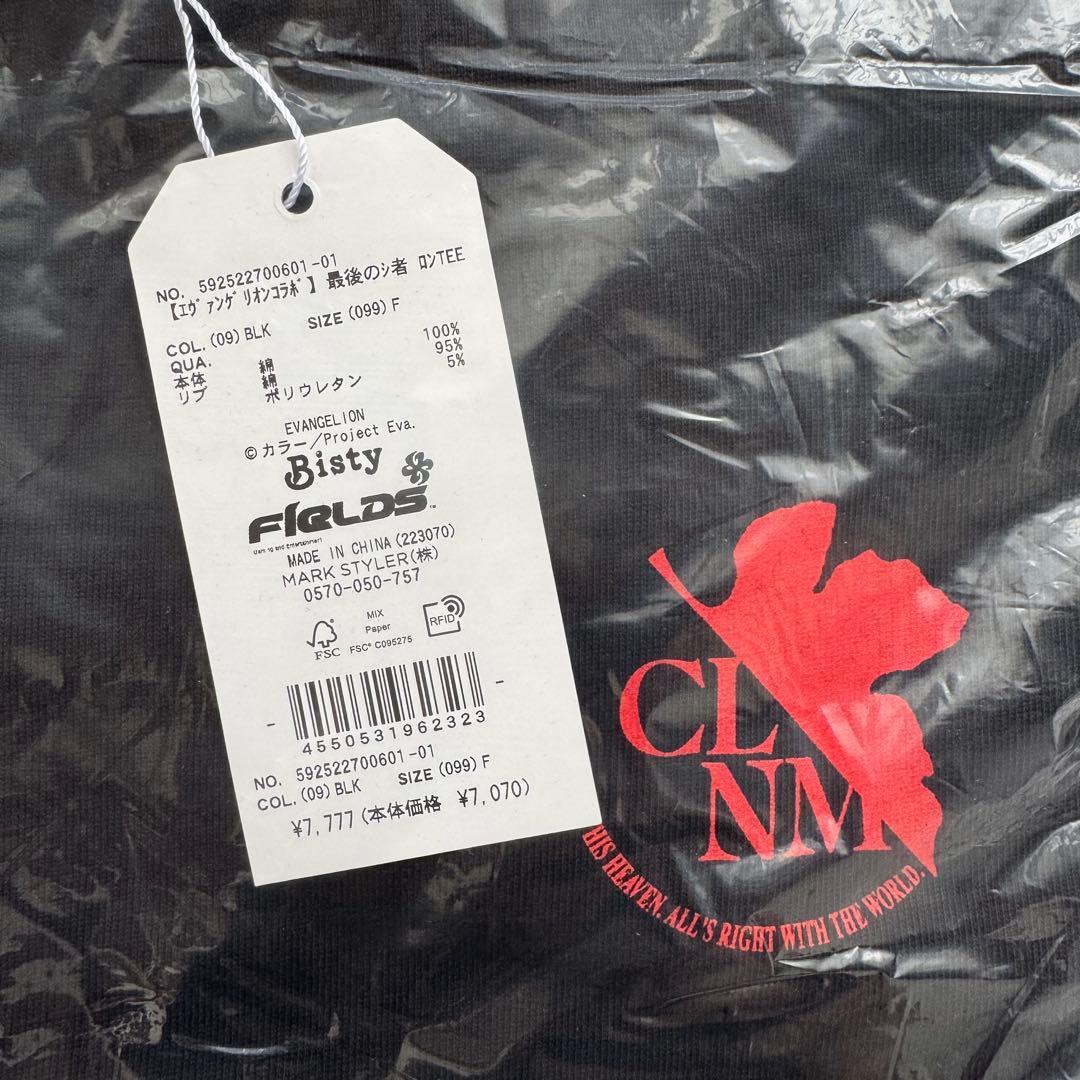 NO. 592522700601-01
【ｴｳﾞｧﾝｹﾞﾘｵﾝｺﾗﾎﾞ】最後のｼ者 ﾛﾝTEE
COL. (09) BLK SIZE (099) F
QUA.
本体 綿 100%
リブ 綿 95%
ポリウレタン 5%
EVANGELION
©カラー／Project Eva.
Bisty
FIELDS
MADE IN CHINA (223070)
MARK STYLER(株)
0570-050-757
FSC
MIX
Paper
FSC® C095275
RFID
4550531962323
NO. 592522700601-01
COL. (09) BLK SIZE (099) F
¥7,777 (本体価格 ¥7,070)
CL
NM
HIS HEAVEN. ALL'S RIGHT WITH THE WORLD.